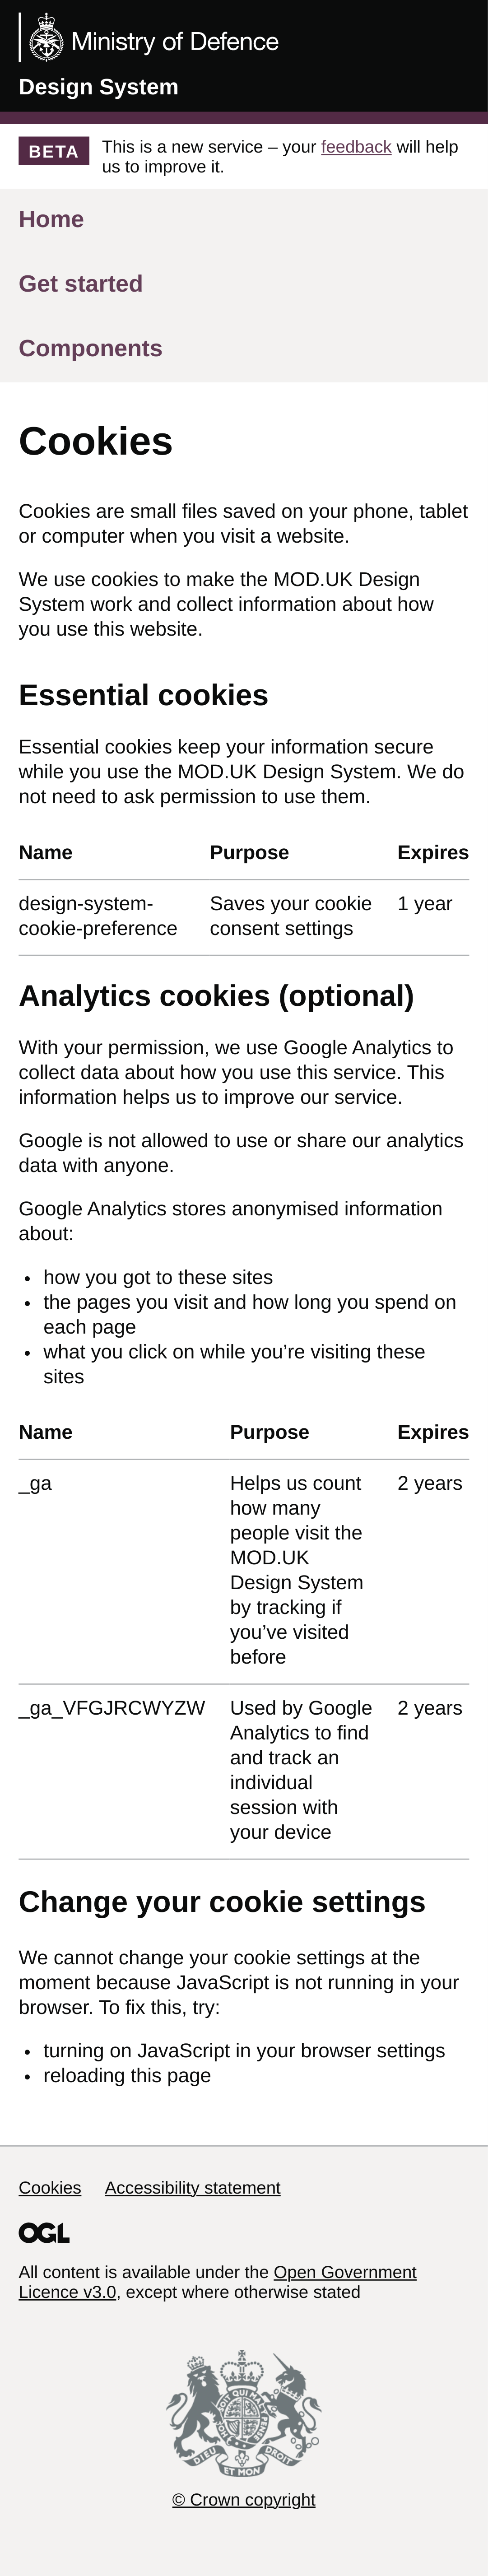 Ministry of Defence
Design System
BETA
This is a new service – your feedback will help
us to improve it.
Home
Get started
Components
Cookies
Cookies are small files saved on your phone, tablet
or computer when you visit a website.
We use cookies to make the MOD.UK Design
System work and collect information about how
you use this website.
Essential cookies
Essential cookies keep your information secure
while you use the MOD.UK Design System. We do
not need to ask permission to use them.
Name Purpose Expires
design-system- Saves your cookie 1 year
cookie-preference consent settings
Analytics cookies (optional)
With your permission, we use Google Analytics to
collect data about how you use this service. This
information helps us to improve our service.
Google is not allowed to use or share our analytics
data with anyone.
Google Analytics stores anonymised information
about:
• how you got to these sites
• the pages you visit and how long you spend on
each page
• what you click on while you’re visiting these
sites
Name Purpose Expires
_ga Helps us count 2 years
how many
people visit the
MOD.UK
Design System
by tracking if
you’ve visited
before
_ga_VFGJRCWYZW Used by Google 2 years
Analytics to find
and track an
individual
session with
your device
Change your cookie settings
We cannot change your cookie settings at the
moment because JavaScript is not running in your
browser. To fix this, try:
• turning on JavaScript in your browser settings
• reloading this page
Cookies Accessibility statement
OGL
All content is available under the Open Government
Licence v3.0, except where otherwise stated
DIEU ET MON DROIT
© Crown copyright